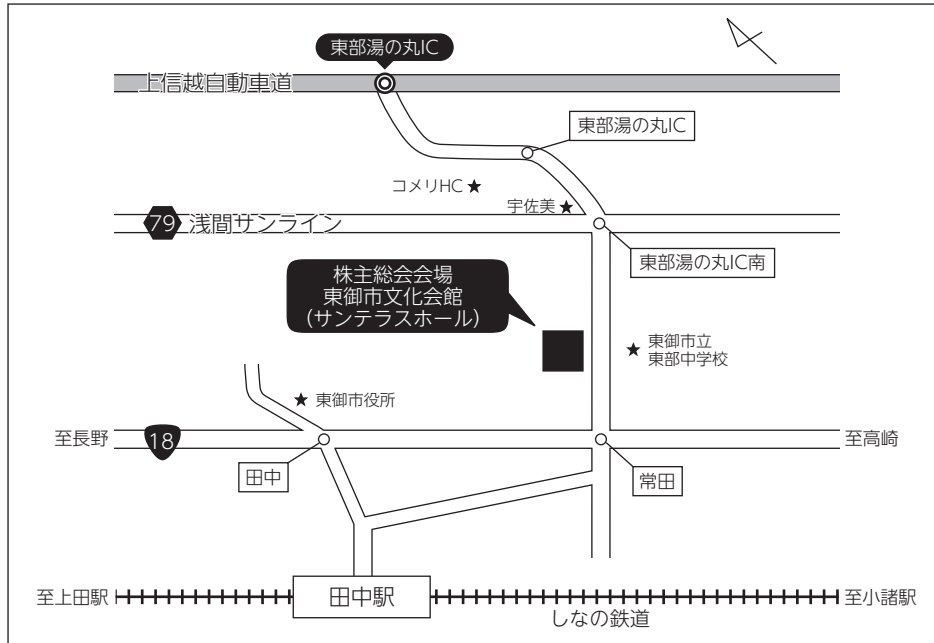 東部湯の丸IC
上信越自動車道
東部湯の丸IC
コメリHC ★
宇佐美 ★
79 浅間サンライン
東部湯の丸IC南
株主総会会場
東御市文化会館
(サンテラスホール)
★ 東御市立
東部中学校
★ 東御市役所
至長野
18
至高崎
田中
常田
至上田駅
田中駅
至小諸駅
しなの鉄道